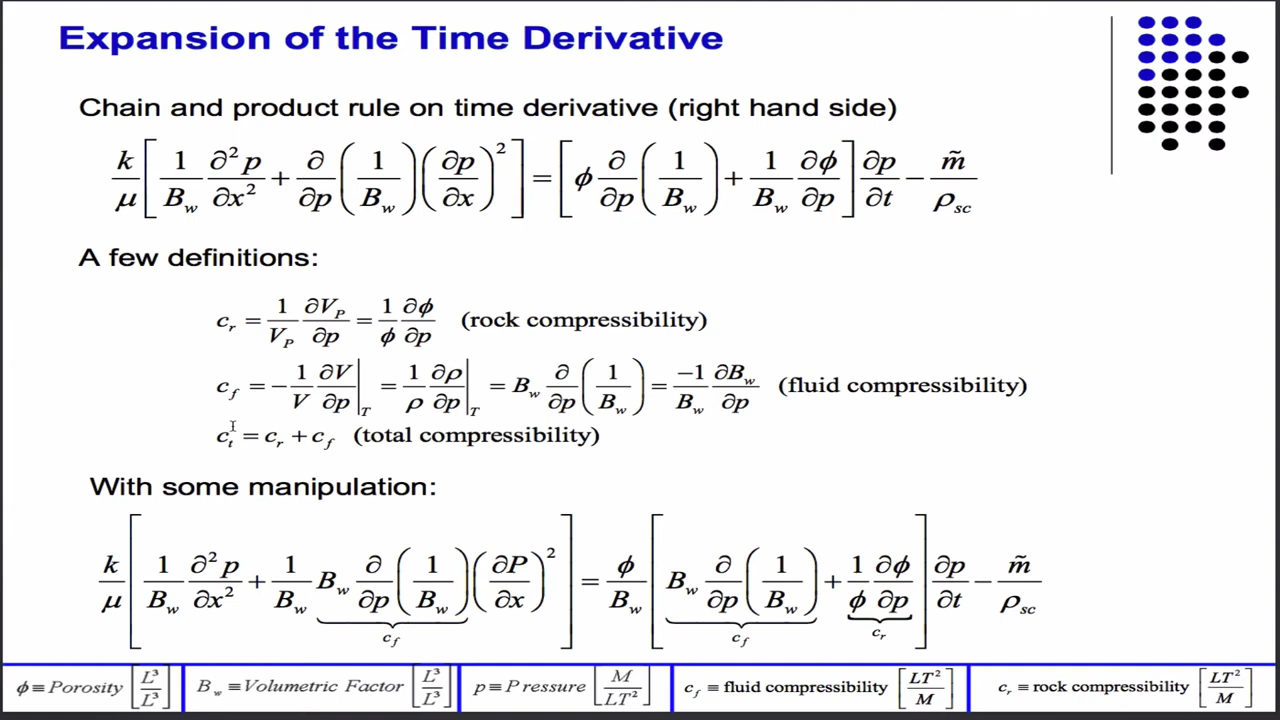 Expansion of the Time Derivative
Chain and product rule on time derivative (right hand side)
k/μ [ 1/B_w ∂²p/∂x² + ∂/∂p (1/B_w) (∂p/∂x)² ] = [ ϕ ∂/∂p (1/B_w) + 1/B_w ∂ϕ/∂p ] ∂p/∂t − m̃/ρ_sc
A few definitions:
c_r = 1/V_P ∂V_P/∂p = 1/ϕ ∂ϕ/∂p (rock compressibility)
c_f = − 1/V ∂V/∂p |_T = 1/ρ ∂ρ/∂p |_T = B_w ∂/∂p (1/B_w) = −1/B_w ∂B_w/∂p (fluid compressibility)
c_t = c_r + c_f (total compressibility)
With some manipulation:
k/μ [ 1/B_w ∂²p/∂x² + 1/B_w B_w ∂/∂p (1/B_w) (∂P/∂x)² ] = ϕ/B_w [ B_w ∂/∂p (1/B_w) + 1/ϕ ∂ϕ/∂p ] ∂p/∂t − m̃/ρ_sc
c_f c_f c_r
ϕ ≡ Porosity [L³/L³]
B_w ≡ Volumetric Factor [L³/L³]
p ≡ Pressure [M/LT²]
c_f ≡ fluid compressibility [LT²/M]
c_r ≡ rock compressibility [LT²/M]